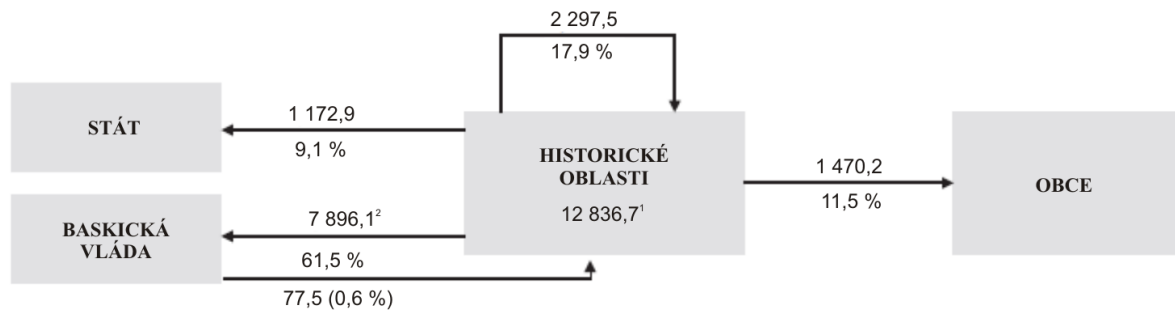 2 297,5
17,9 %
STÁT
1 172,9
9,1 %
HISTORICKÉ
OBLASTI
12 836,7¹
1 470,2
11,5 %
OBCE
BASKICKÁ
VLÁDA
7 896,1²
61,5 %
77,5 (0,6 %)